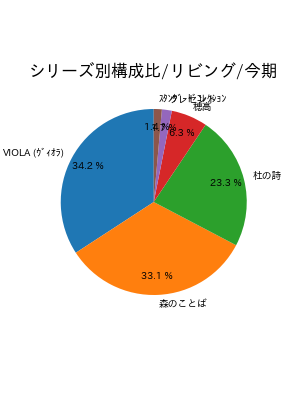 シリーズ別構成比/リビング/今期
穂高
VIOLA (ヴィオラ)
34.2 %
6.3 %
23.3 %
杜の詩
33.1 %
森のことば